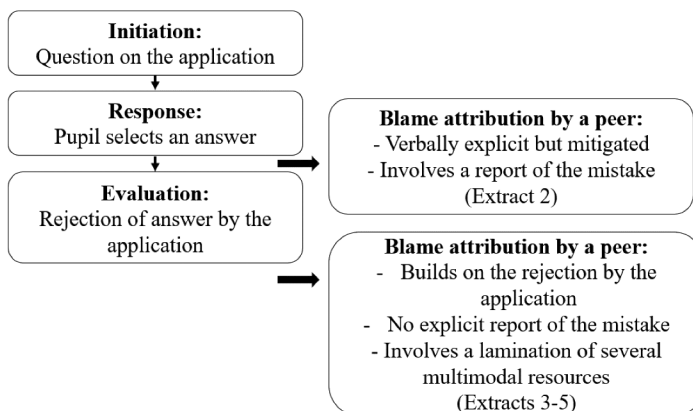 Initiation:
Question on the application
Response:
Pupil selects an answer
Evaluation:
Rejection of answer by the
application
Blame attribution by a peer:
- Verbally explicit but mitigated
- Involves a report of the mistake
(Extract 2)
Blame attribution by a peer:
- Builds on the rejection by the
application
- No explicit report of the mistake
- Involves a lamination of several
multimodal resources
(Extracts 3-5)